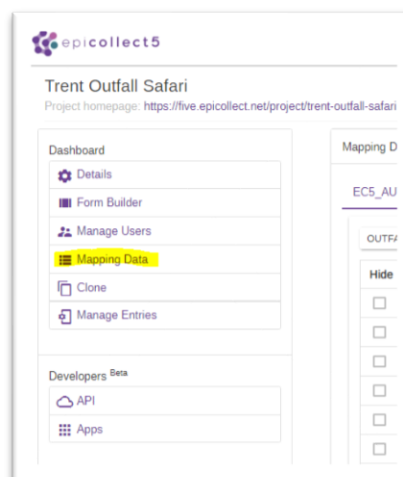 epicollect5
Trent Outfall Safari
Project homepage: https://five.epicollect.net/project/trent-outfall-safari
Dashboard
Details
Form Builder
Manage Users
Mapping Data
Clone
Manage Entries
Developers Beta
API
Apps
Mapping D
EC5_AU
OUTFA
Hide